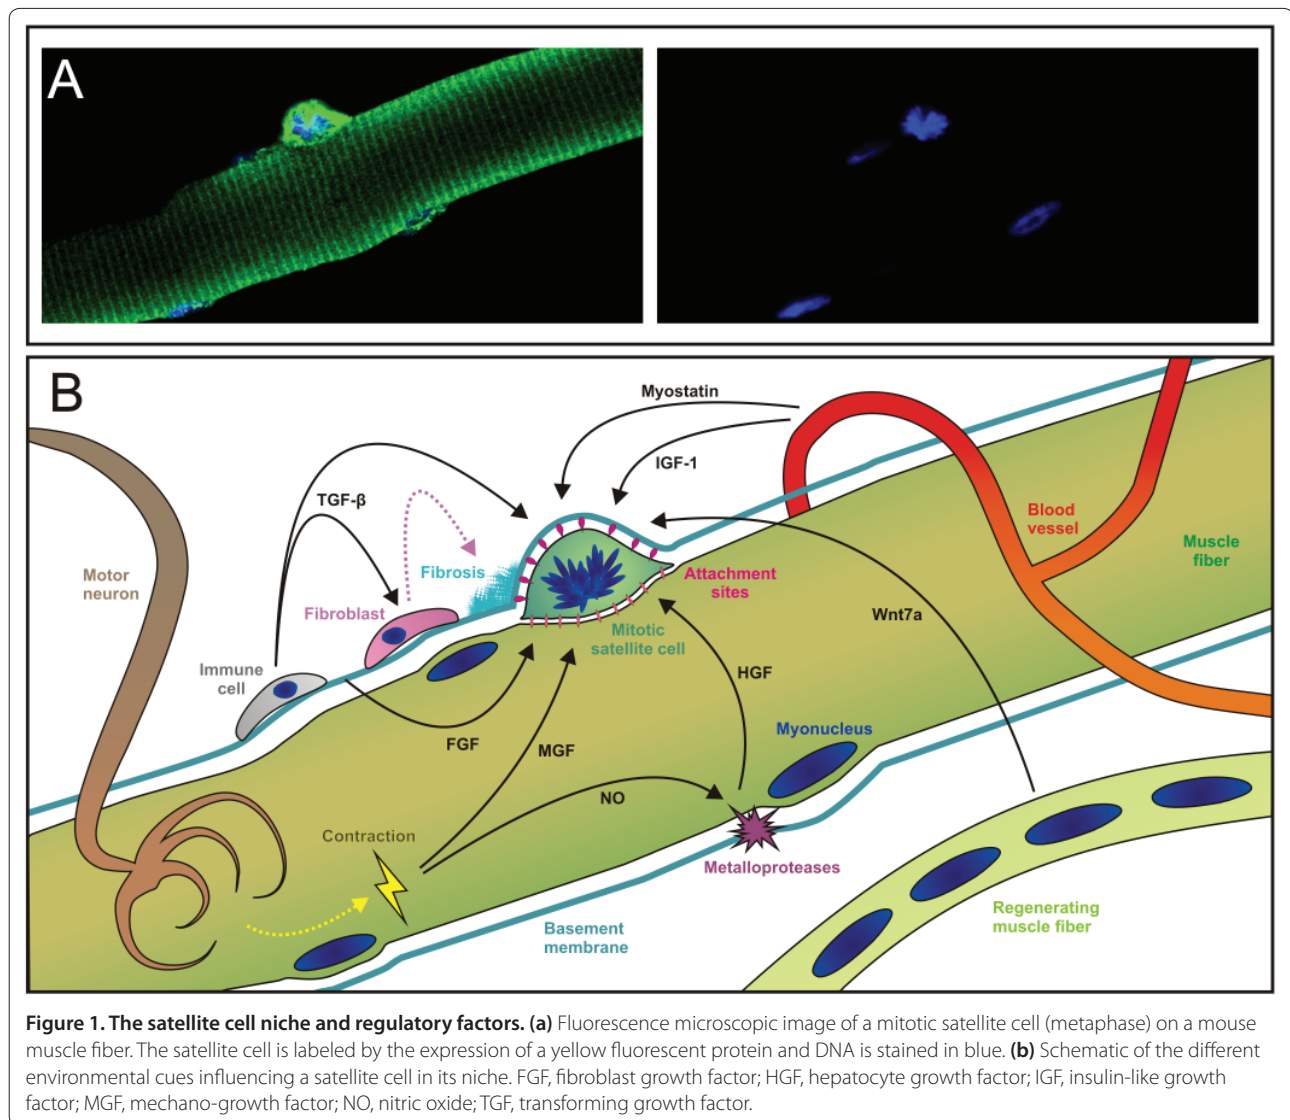 A
B
Myostatin
IGF-1
TGF-β
Blood
vessel
Muscle
fiber
Motor
neuron
Fibrosis
Attachment
sites
Fibroblast
Wnt7a
Mitotic
satellite cell
Immune
cell
HGF
FGF
MGF
Myonucleus
NO
Contraction
Metalloproteases
Regenerating
muscle fiber
Basement
membrane
Figure 1. The satellite cell niche and regulatory factors. (a) Fluorescence microscopic image of a mitotic satellite cell (metaphase) on a mouse
muscle fiber. The satellite cell is labeled by the expression of a yellow fluorescent protein and DNA is stained in blue. (b) Schematic of the different
environmental cues influencing a satellite cell in its niche. FGF, fibroblast growth factor; HGF, hepatocyte growth factor; IGF, insulin-like growth
factor; MGF, mechano-growth factor; NO, nitric oxide; TGF, transforming growth factor.